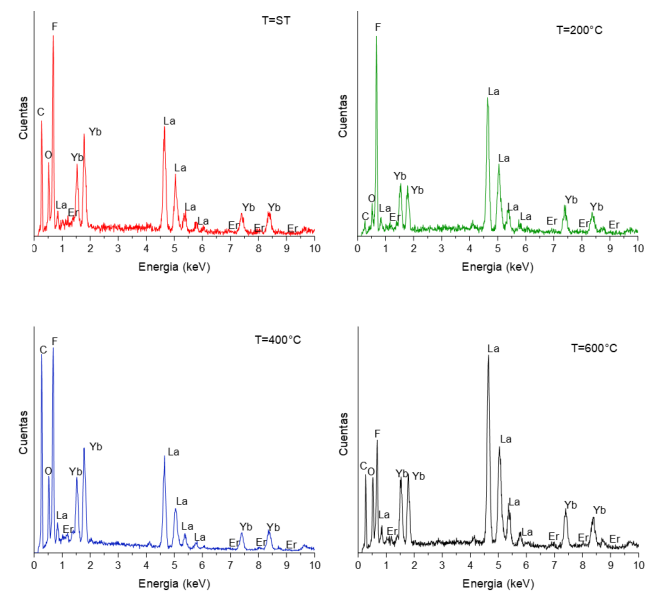 T=ST
Cuentas
C
O
F
La
Er
Yb
Yb
La
La
La
La
Er
Yb
Er
Yb
Er
0 1 2 3 4 5 6 7 8 9 10
Energia (keV)
T=200°C
Cuentas
C
O
F
La
Er
Yb
Yb
La
La
La
La
Er
Yb
Er
Yb
Er
0 1 2 3 4 5 6 7 8 9 10
Energia (keV)
T=400°C
Cuentas
C
O
F
La
Er
Yb
Yb
La
La
La
La
Er
Yb
Er
Yb
Er
0 1 2 3 4 5 6 7 8 9 10
Energia (keV)
T=600°C
Cuentas
C
O
F
La
Er
Yb
Yb
La
La
La
La
Er
Yb
Er
Yb
Er
0 1 2 3 4 5 6 7 8 9 10
Energia (keV)